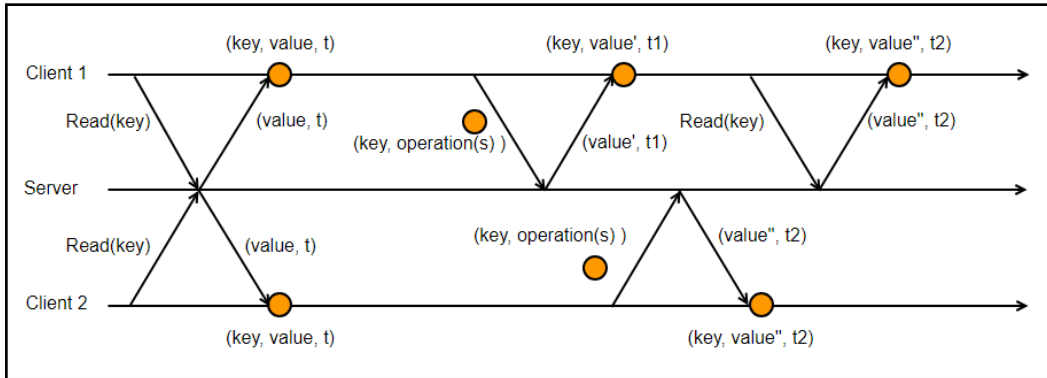 (key, value, t)
(key, value', t1)
(key, value", t2)
Client 1
Read(key)
(value, t)
(key, operation(s) )
(value', t1)
Read(key)
(value", t2)
Server
Read(key)
(value, t)
(key, operation(s) )
(value", t2)
Client 2
(key, value, t)
(key, value", t2)